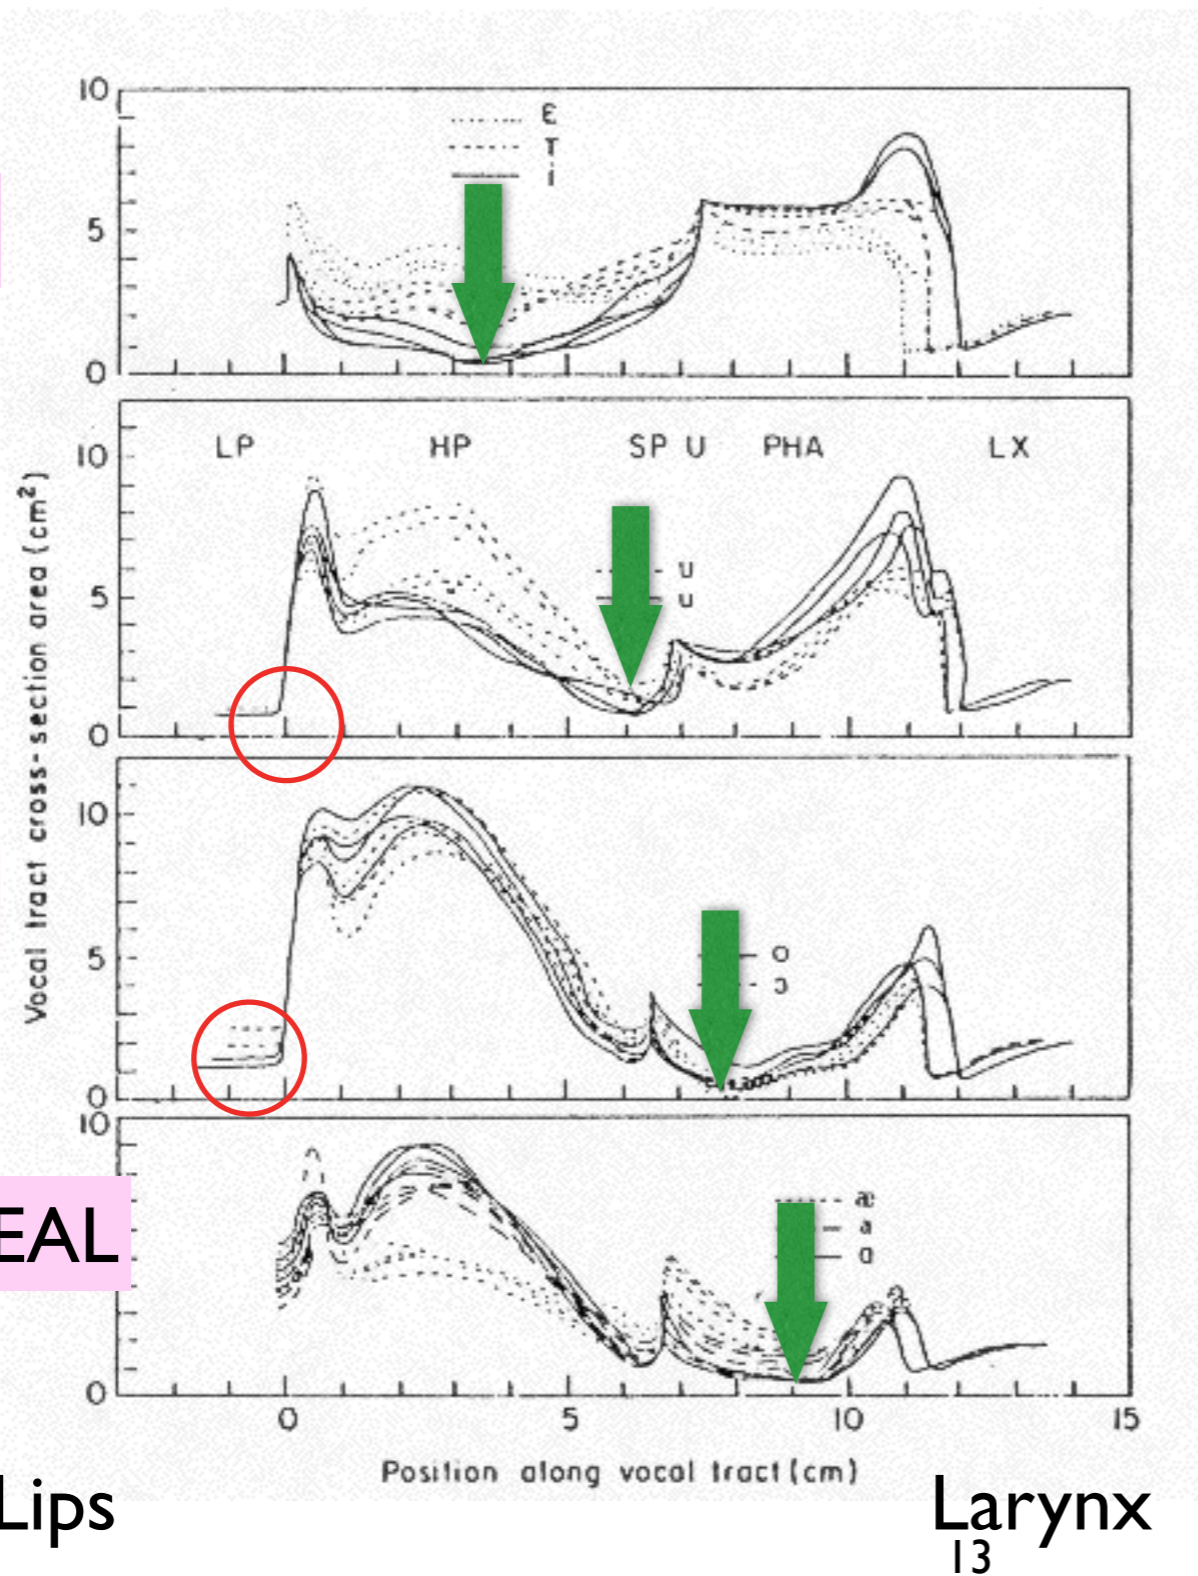 10
ɛ
ɪ
i
5
0
LP HP SP U PHA LX
10
ʊ
u
5
0
10
o
ɔ
5
0
10
æ
a
ɑ
EAL
5
0
0 5 10 15
Vocal tract cross-section area (cm²)
Position along vocal tract (cm)
Lips
Larynx
13